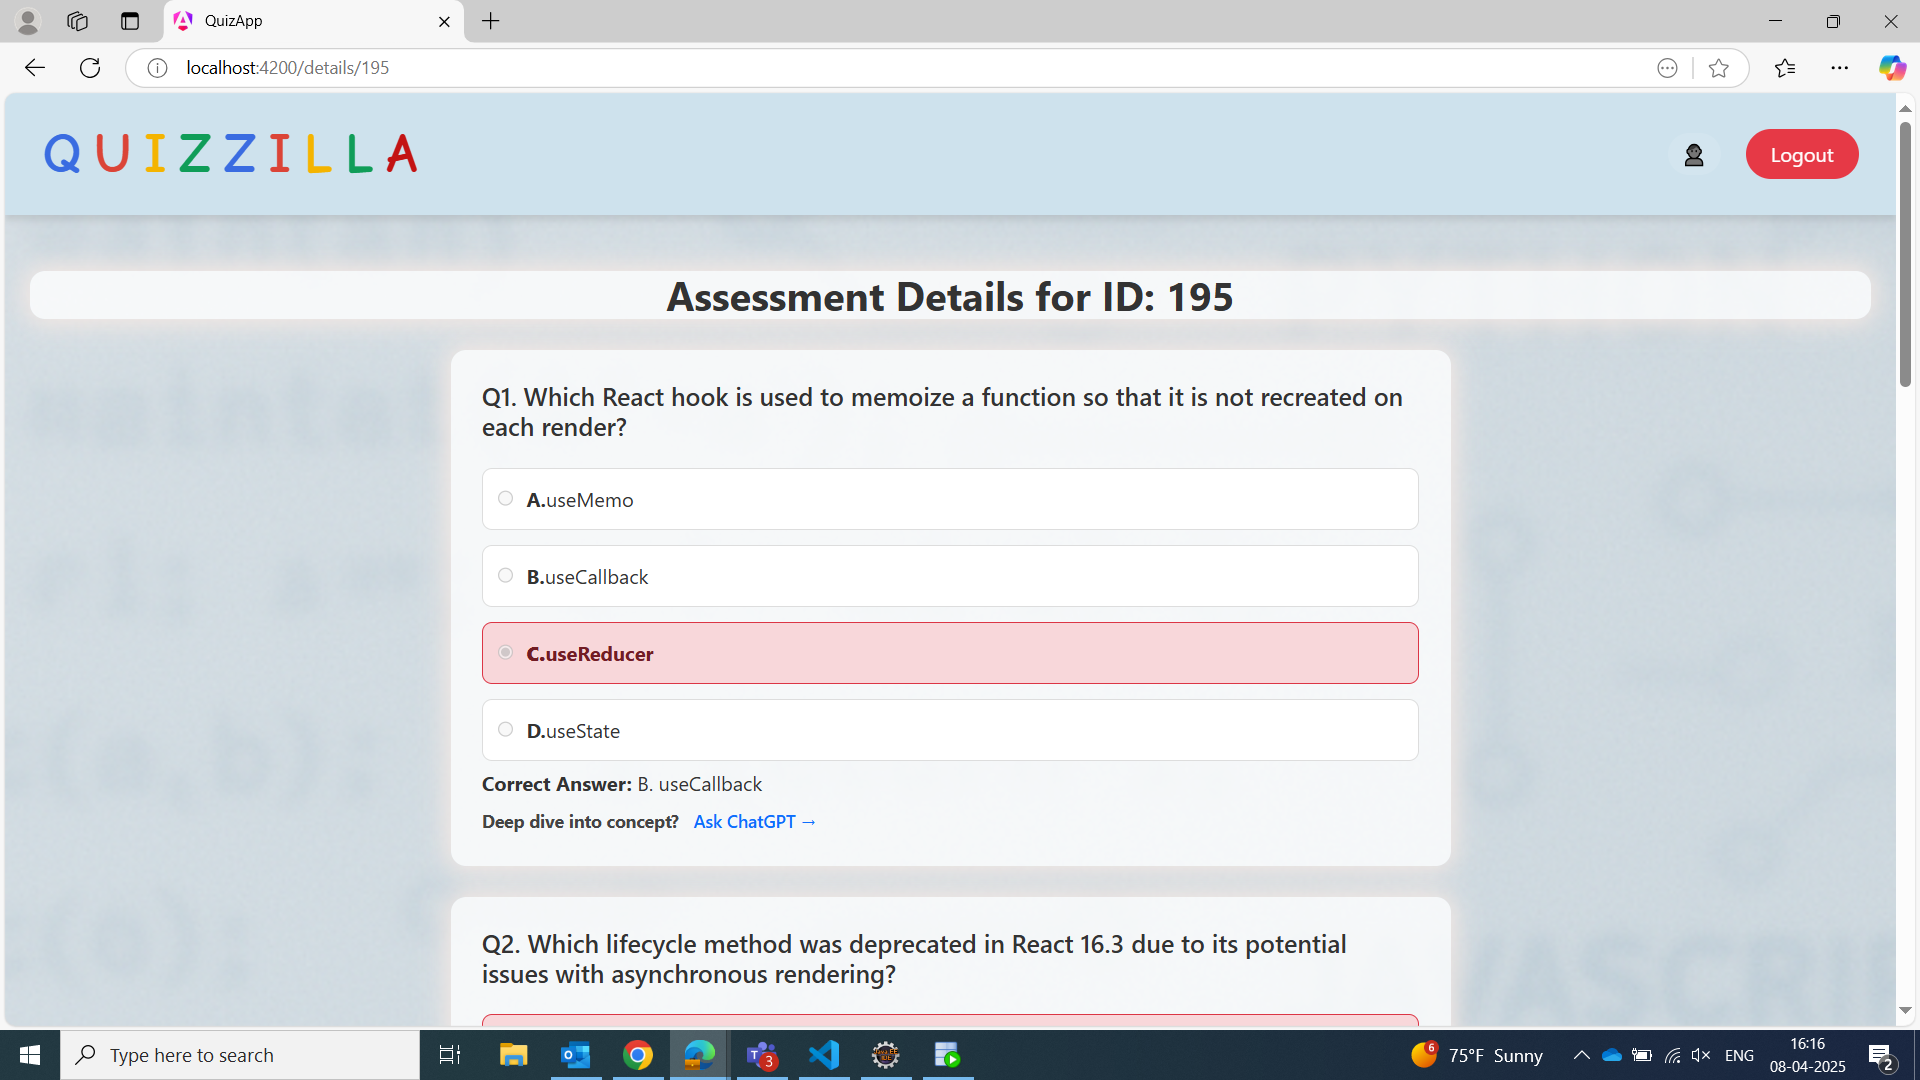 QuizApp
localhost:4200/details/195
QUIZZILLA
Logout
Assessment Details for ID: 195
Q1. Which React hook is used to memoize a function so that it is not recreated on
each render?
A.useMemo
B.useCallback
C.useReducer
D.useState
Correct Answer: B. useCallback
Deep dive into concept? Ask ChatGPT →
Q2. Which lifecycle method was deprecated in React 16.3 due to its potential
issues with asynchronous rendering?
Type here to search
3
6
75°F Sunny
ENG
16:16
08-04-2025
2